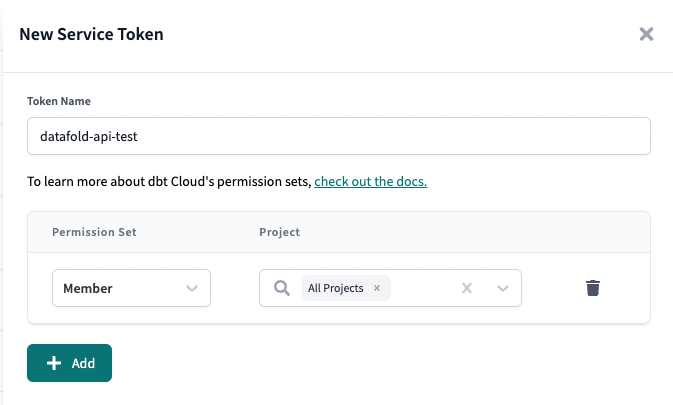 New Service Token
Token Name
datafold-api-test
To learn more about dbt Cloud's permission sets, check out the docs.
Permission Set Project
Member All Projects
Add